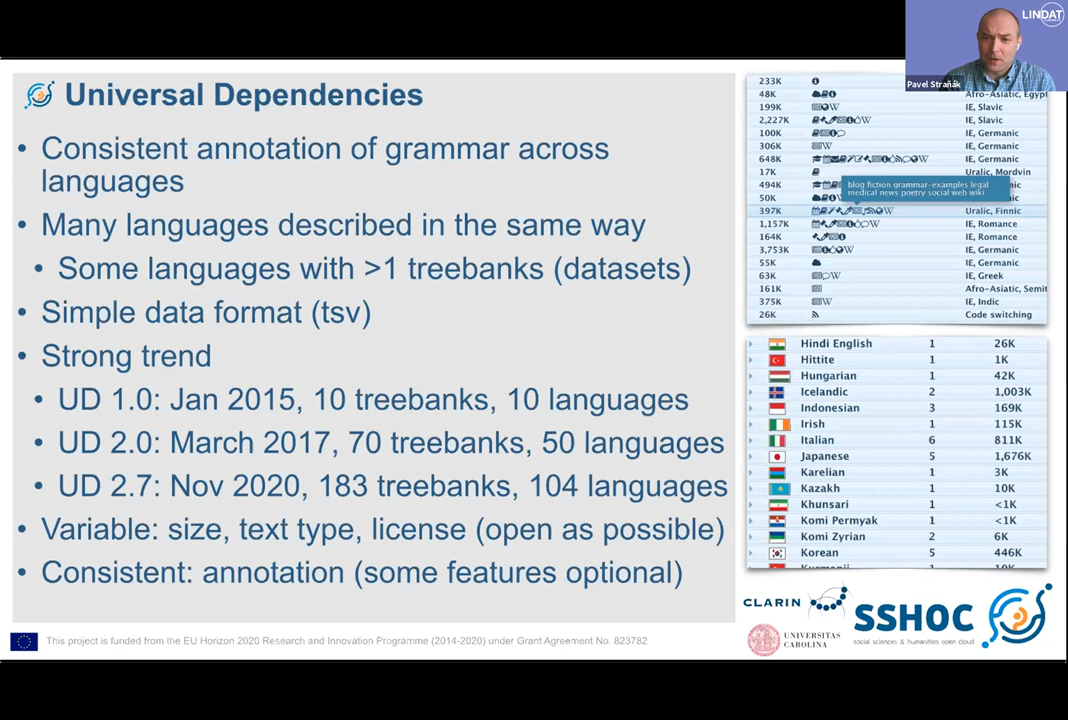 LINDAT
Pavel Straňák
Universal Dependencies
• Consistent annotation of grammar across
languages
• Many languages described in the same way
• Some languages with >1 treebanks (datasets)
• Simple data format (tsv)
• Strong trend
• UD 1.0: Jan 2015, 10 treebanks, 10 languages
• UD 2.0: March 2017, 70 treebanks, 50 languages
• UD 2.7: Nov 2020, 183 treebanks, 104 languages
• Variable: size, text type, license (open as possible)
• Consistent: annotation (some features optional)
233K
48K Afro-Asiatic, Egypt
199K W IE, Slavic
2,227K W IE, Slavic
100K IE, Germanic
306K W IE, Germanic
648K W IE, Germanic
17K Uralic, Mordvin
494K
blog fiction grammar-examples legal
medical news poetry social web wiki
50K
397K W Uralic, Finnic
1,157K W IE, Romance
164K IE, Romance
3,753K W IE, Germanic
55K IE, Germanic
63K W IE, Greek
161K Afro-Asiatic, Semit
375K W IE, Indic
26K Code switching
Hindi English 1 26K
Hittite 1 1K
Hungarian 1 42K
Icelandic 2 1,003K
Indonesian 3 169K
Irish 1 115K
Italian 6 811K
Japanese 5 1,676K
Karelian 1 3K
Kazakh 1 10K
Khunsari 1 <1K
Komi Permyak 1 <1K
Komi Zyrian 2 6K
Korean 5 446K
CLARIN
UNIVERSITAS
CAROLINA
SSHOC
social sciences & humanities open cloud
This project is funded from the EU Horizon 2020 Research and Innovation Programme (2014-2020) under Grant Agreement No. 823782